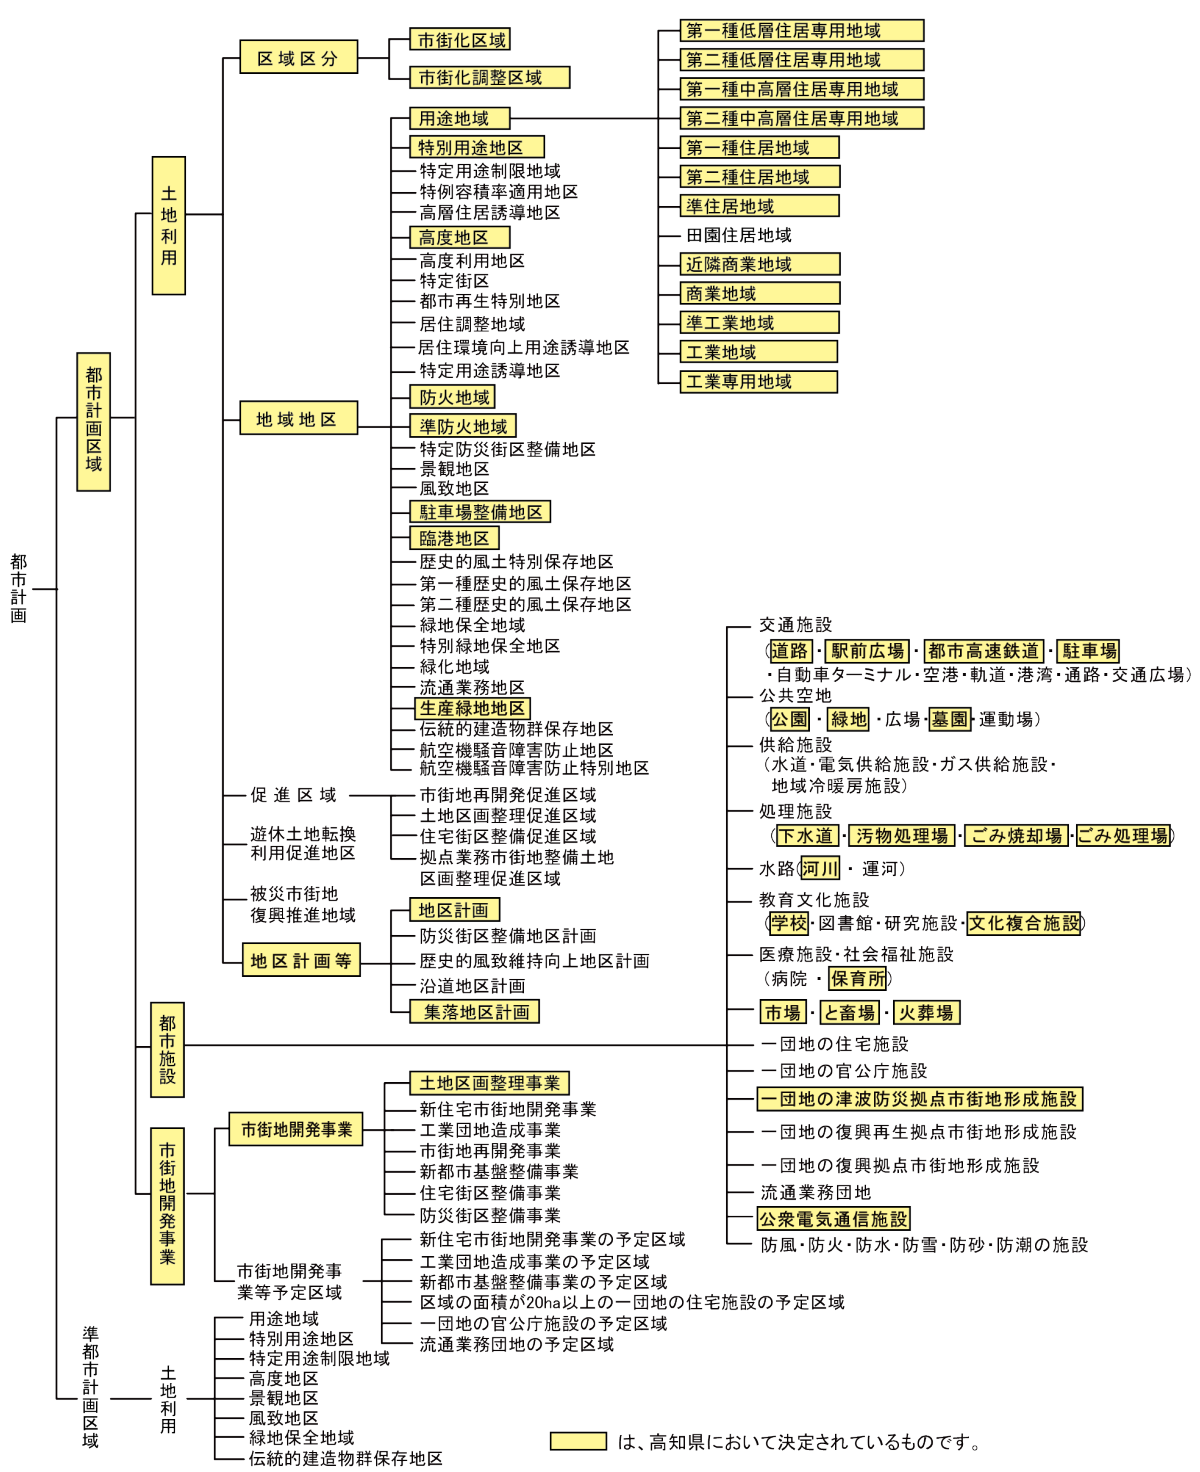 都市計画
都市計画区域
土地利用
区域区分
市街化区域
市街化調整区域
地域地区
用途地域
第一種低層住居専用地域
第二種低層住居専用地域
第一種中高層住居専用地域
第二種中高層住居専用地域
第一種住居地域
第二種住居地域
準住居地域
田園住居地域
近隣商業地域
商業地域
準工業地域
工業地域
工業専用地域
特別用途地区
特定用途制限地域
特例容積率適用地区
高層住居誘導地区
高度地区
高度利用地区
特定街区
都市再生特別地区
居住調整地域
居住環境向上用途誘導地区
特定用途誘導地区
防火地域
準防火地域
特定防災街区整備地区
景観地区
風致地区
駐車場整備地区
臨港地区
歴史的風土特別保存地区
第一種歴史的風土保存地区
第二種歴史的風土保存地区
緑地保全地域
特別緑地保全地区
緑化地域
流通業務地区
生産緑地地区
伝統的建造物群保存地区
航空機騒音障害防止地区
航空機騒音障害防止特別地区
促進区域
市街地再開発促進区域
土地区画整理促進区域
住宅街区整備促進区域
拠点業務市街地整備土地
区画整理促進区域
遊休土地転換
利用促進地区
被災市街地
復興推進地域
地区計画等
地区計画
防災街区整備地区計画
歴史的風致維持向上地区計画
沿道地区計画
集落地区計画
都市施設
交通施設
(道路・駅前広場・都市高速鉄道・駐車場
・自動車ターミナル・空港・軌道・港湾・通路・交通広場)
公共空地
(公園・緑地・広場・墓園・運動場)
供給施設
(水道・電気供給施設・ガス供給施設・
地域冷暖房施設)
処理施設
(下水道・汚物処理場・ごみ焼却場・ごみ処理場)
水路(河川・運河)
教育文化施設
(学校・図書館・研究施設・文化複合施設)
医療施設・社会福祉施設
(病院・保育所)
市場・と畜場・火葬場
一団地の住宅施設
一団地の官公庁施設
一団地の津波防災拠点市街地形成施設
一団地の復興再生拠点市街地形成施設
一団地の復興拠点市街地形成施設
流通業務団地
公衆電気通信施設
防風・防火・防水・防雪・防砂・防潮の施設
市街地開発事業
市街地開発事業
土地区画整理事業
新住宅市街地開発事業
工業団地造成事業
市街地再開発事業
新都市基盤整備事業
住宅街区整備事業
防災街区整備事業
市街地開発事
業等予定区域
新住宅市街地開発事業の予定区域
工業団地造成事業の予定区域
新都市基盤整備事業の予定区域
区域の面積が20ha以上の一団地の住宅施設の予定区域
一団地の官公庁施設の予定区域
流通業務団地の予定区域
準都市計画区域
土地利用
用途地域
特別用途地区
特定用途制限地域
高度地区
景観地区
風致地区
緑地保全地域
伝統的建造物群保存地区
は、高知県において決定されているものです。